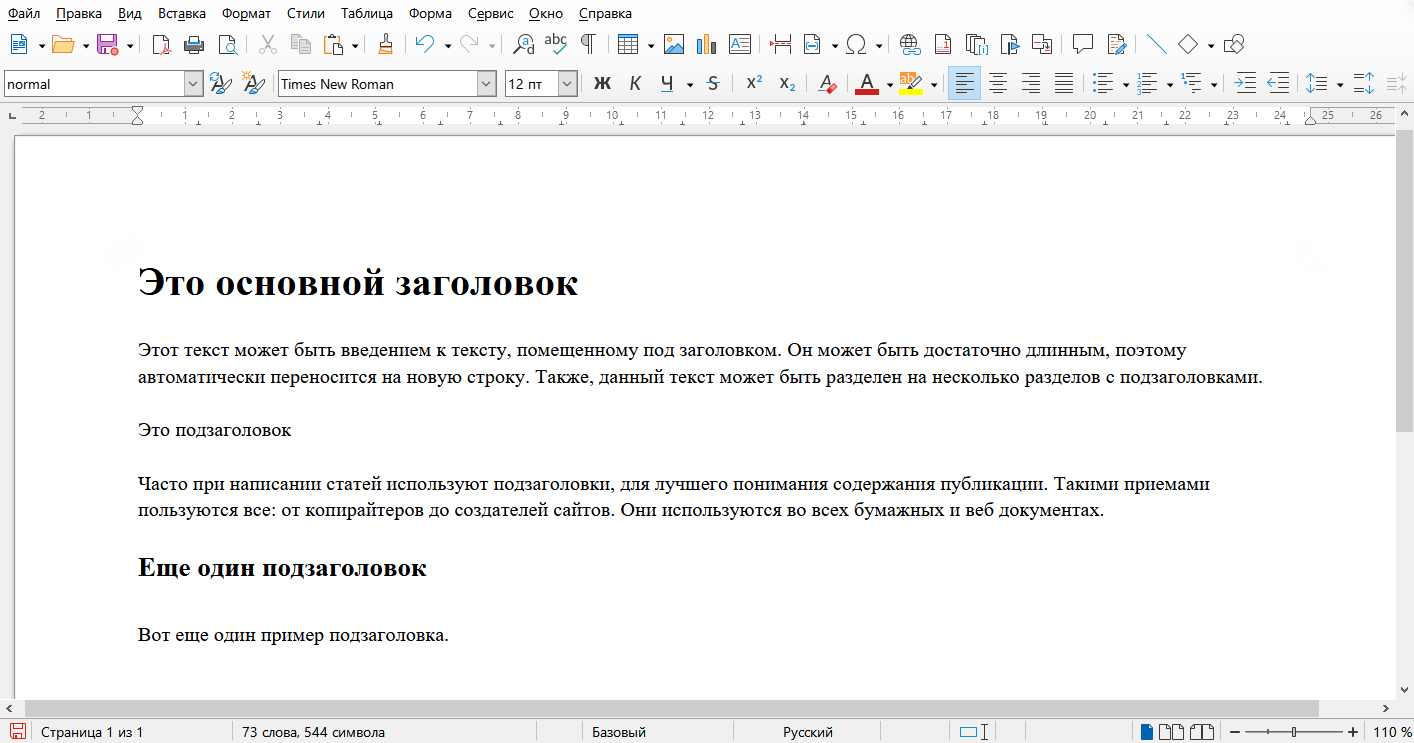 Файл Правка Вид Вставка Формат Стили Таблица Форма Сервис Окно Справка
normal Times New Roman 12 пт Ж К Ч S X² X₂ A A ab
2 1 1 2 3 4 5 6 7 8 9 10 11 12 13 14 15 16 17 18 19 20 21 22 23 24 25 26
Это основной заголовок
Этот текст может быть введением к тексту, помещенному под заголовком. Он может быть достаточно длинным, поэтому
автоматически переносится на новую строку. Также, данный текст может быть разделен на несколько разделов с подзаголовками.
Это подзаголовок
Часто при написании статей используют подзаголовки, для лучшего понимания содержания публикации. Такими приемами
пользуются все: от копирайтеров до создателей сайтов. Они используются во всех бумажных и веб документах.
Еще один подзаголовок
Вот еще один пример подзаголовка.
Страница 1 из 1 73 слова, 544 символа Базовый Русский 110 %